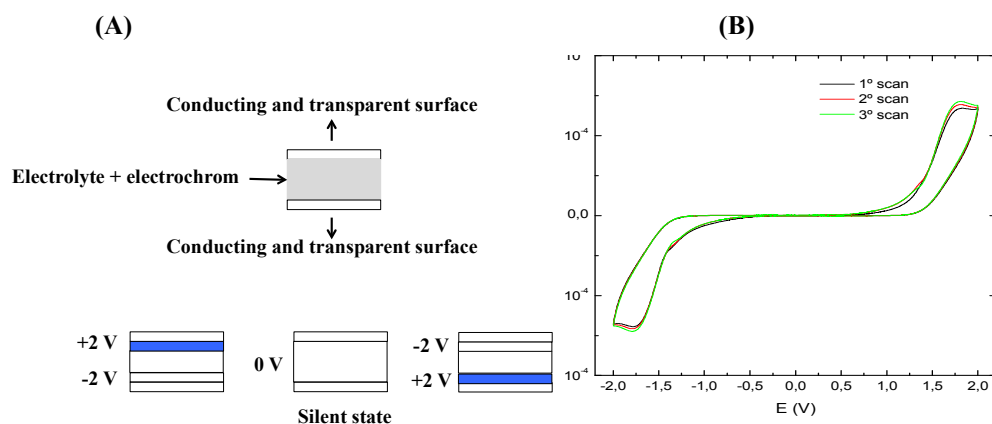 (A)
Conducting and transparent surface
Electrolyte + electrochrom
Conducting and transparent surface
+2 V
-2 V
0 V
Silent state
-2 V
+2 V
(B)
1º scan
2º scan
3º scan
10⁻⁴
0,0
10⁻⁴
10⁻⁴
-2,0 -1,5 -1,0 -0,5 0,0 0,5 1,0 1,5 2,0
E (V)